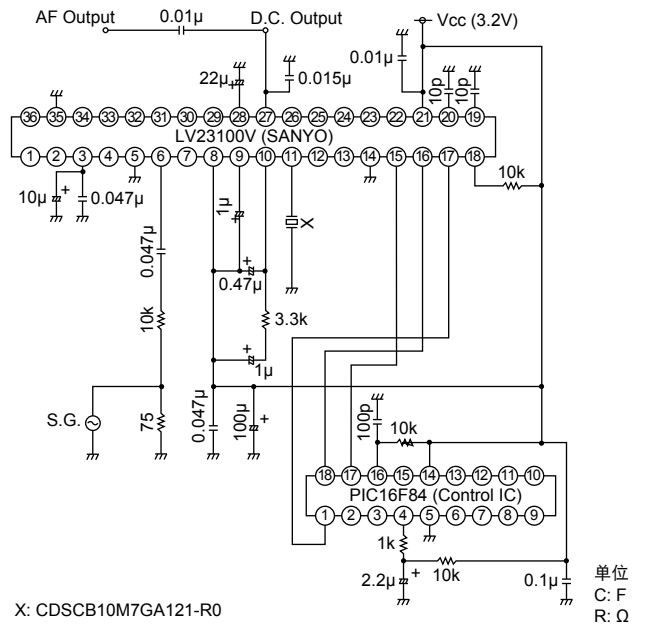 AF Output
0.01µ
D.C. Output
Vcc (3.2V)
0.01µ
22µ
+
0.015µ
10p
10p
36 35 34 33 32 31 30 29 28 27 26 25 24 23 22 21 20 19
LV23100V (SANYO)
1 2 3 4 5 6 7 8 9 10 11 12 13 14 15 16 17 18
10k
10µ
+
0.047µ
1µ
+
X
0.047µ
+
0.47µ
10k
3.3k
+
1µ
S.G.
75
0.047µ
100µ
+
100p
10k
18 17 16 15 14 13 12 11 10
PIC16F84 (Control IC)
1 2 3 4 5 6 7 8 9
1k
2.2µ
+
10k
0.1µ
单位
C: F
R: Ω
X: CDSCB10M7GA121-R0